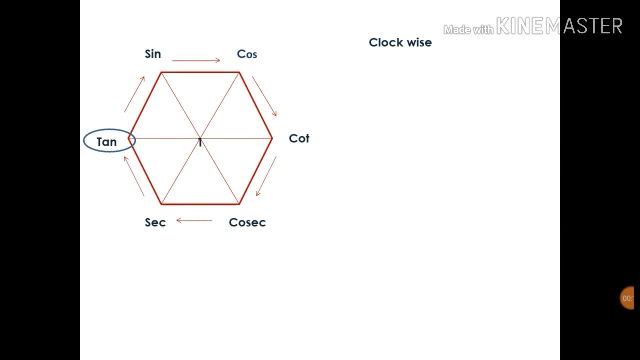 Made with KINEMASTER
Clock wise
Sin
Cos
Tan
1
Cot
Sec
Cosec